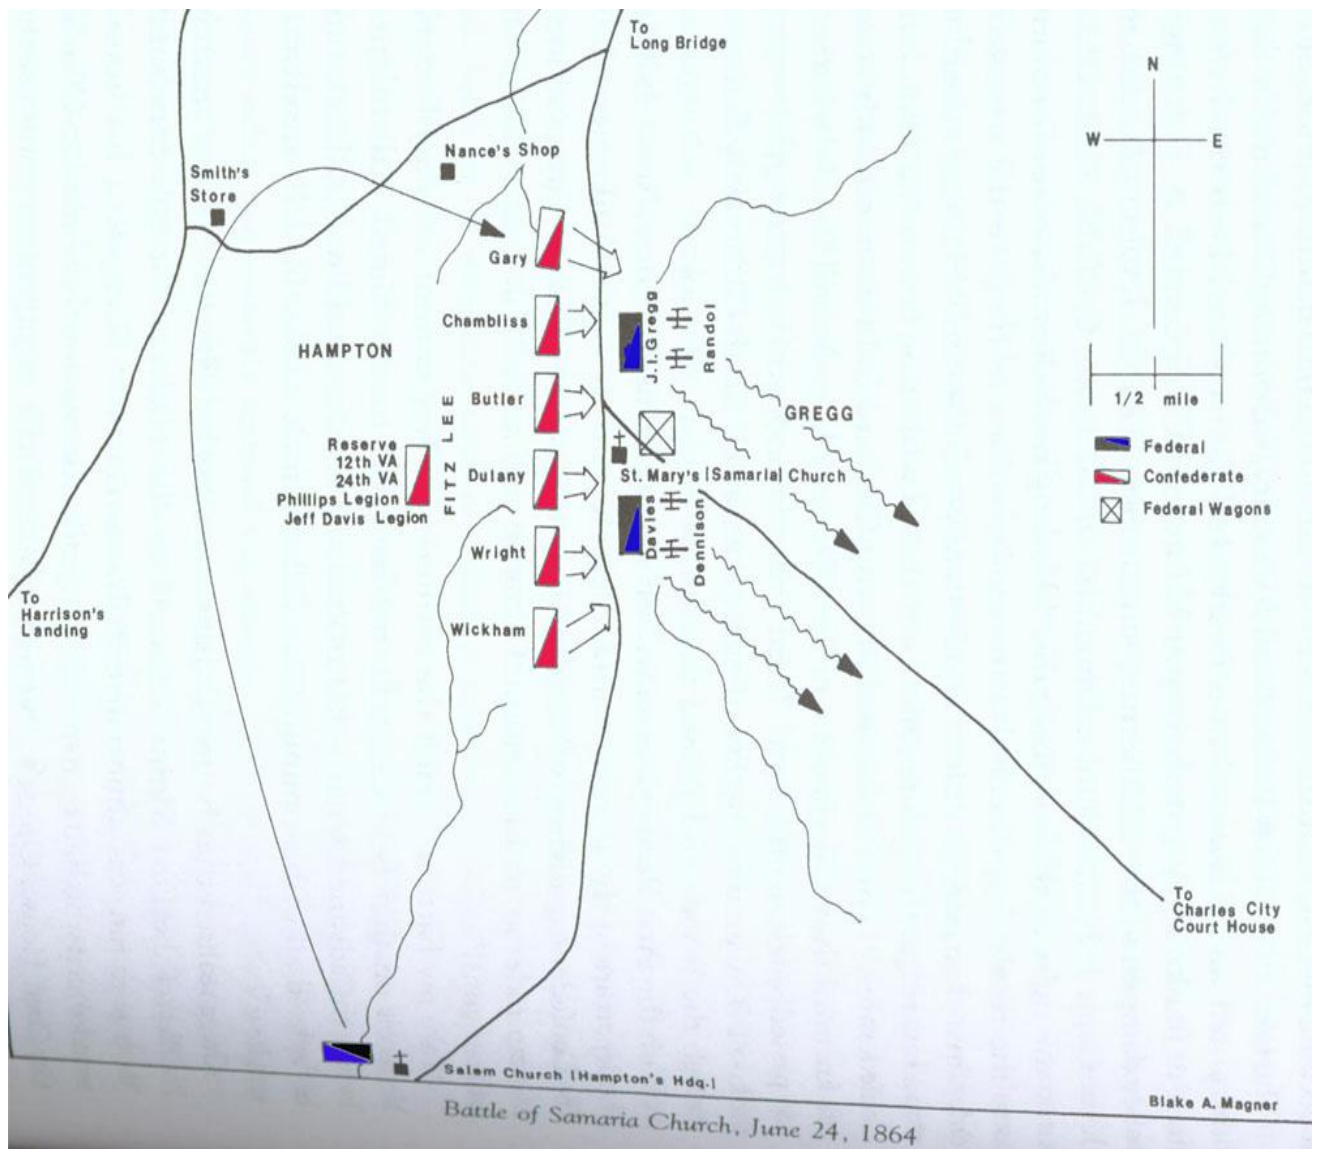 To
Long Bridge
N
W
E
Nance's Shop
Smith's
Store
Gary
Chambliss
J.I.Gregg
Randol
HAMPTON
1/2 mile
Butler
GREGG
FITZ LEE
Federal
Reserve
12th VA
24th VA
Phillips Legion
Jeff Davis Legion
Dulany
St. Mary's (Samaria) Church
Confederate
Federal Wagons
Davies
Dennison
Wright
To
Harrison's
Landing
Wickham
To
Charles City
Court House
Salem Church (Hampton's Hdq.)
Blake A. Magner
Battle of Samaria Church, June 24, 1864